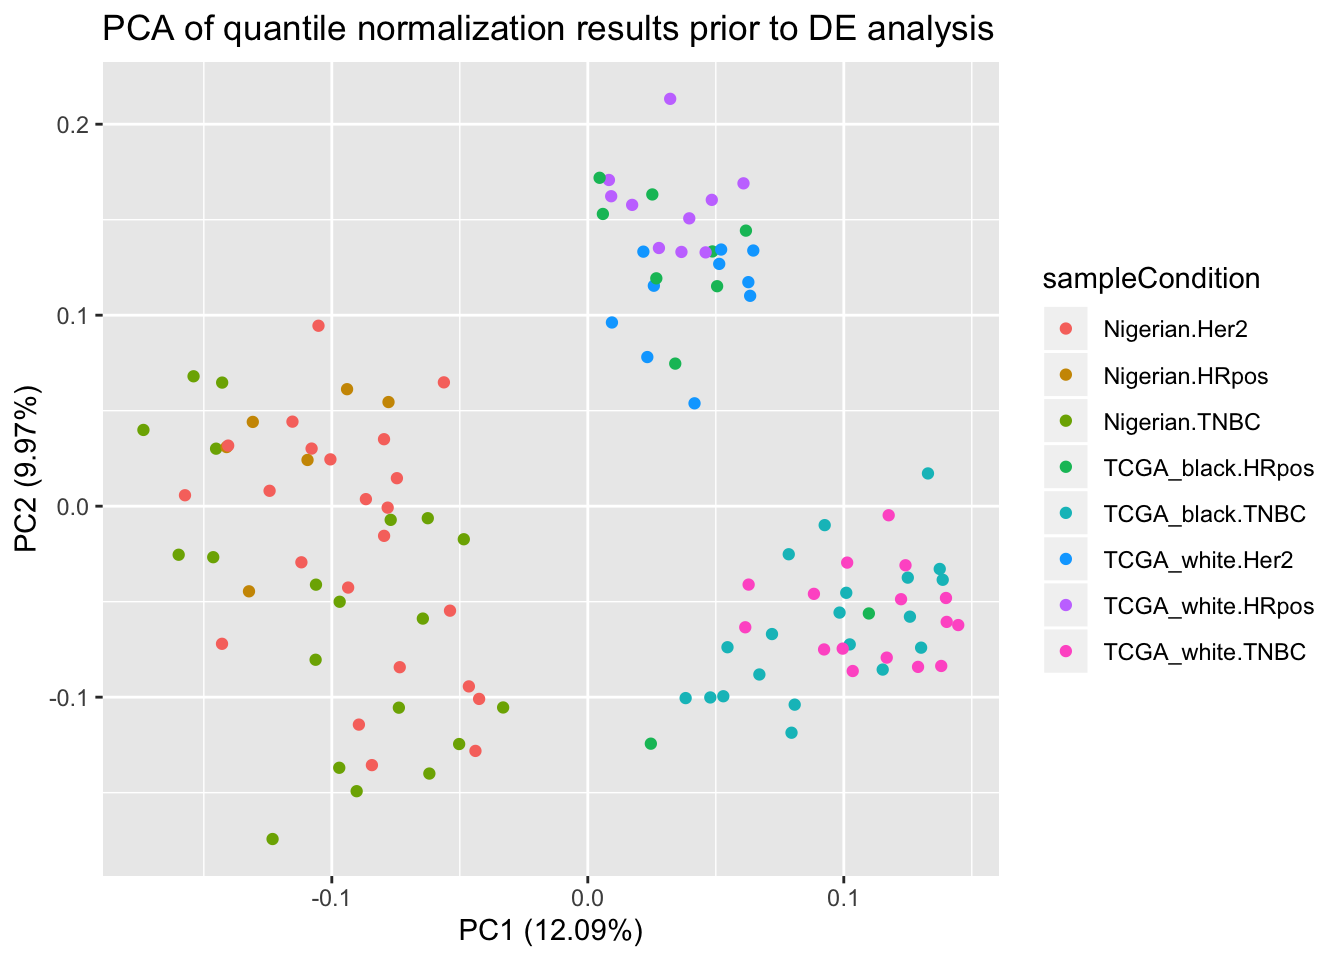 PCA of quantile normalization results prior to DE analysis
0.2
0.1
0.0
-0.1
PC2 (9.97%)
-0.1
0.0
0.1
PC1 (12.09%)
sampleCondition
Nigerian.Her2
Nigerian.HRpos
Nigerian.TNBC
TCGA_black.HRpos
TCGA_black.TNBC
TCGA_white.Her2
TCGA_white.HRpos
TCGA_white.TNBC